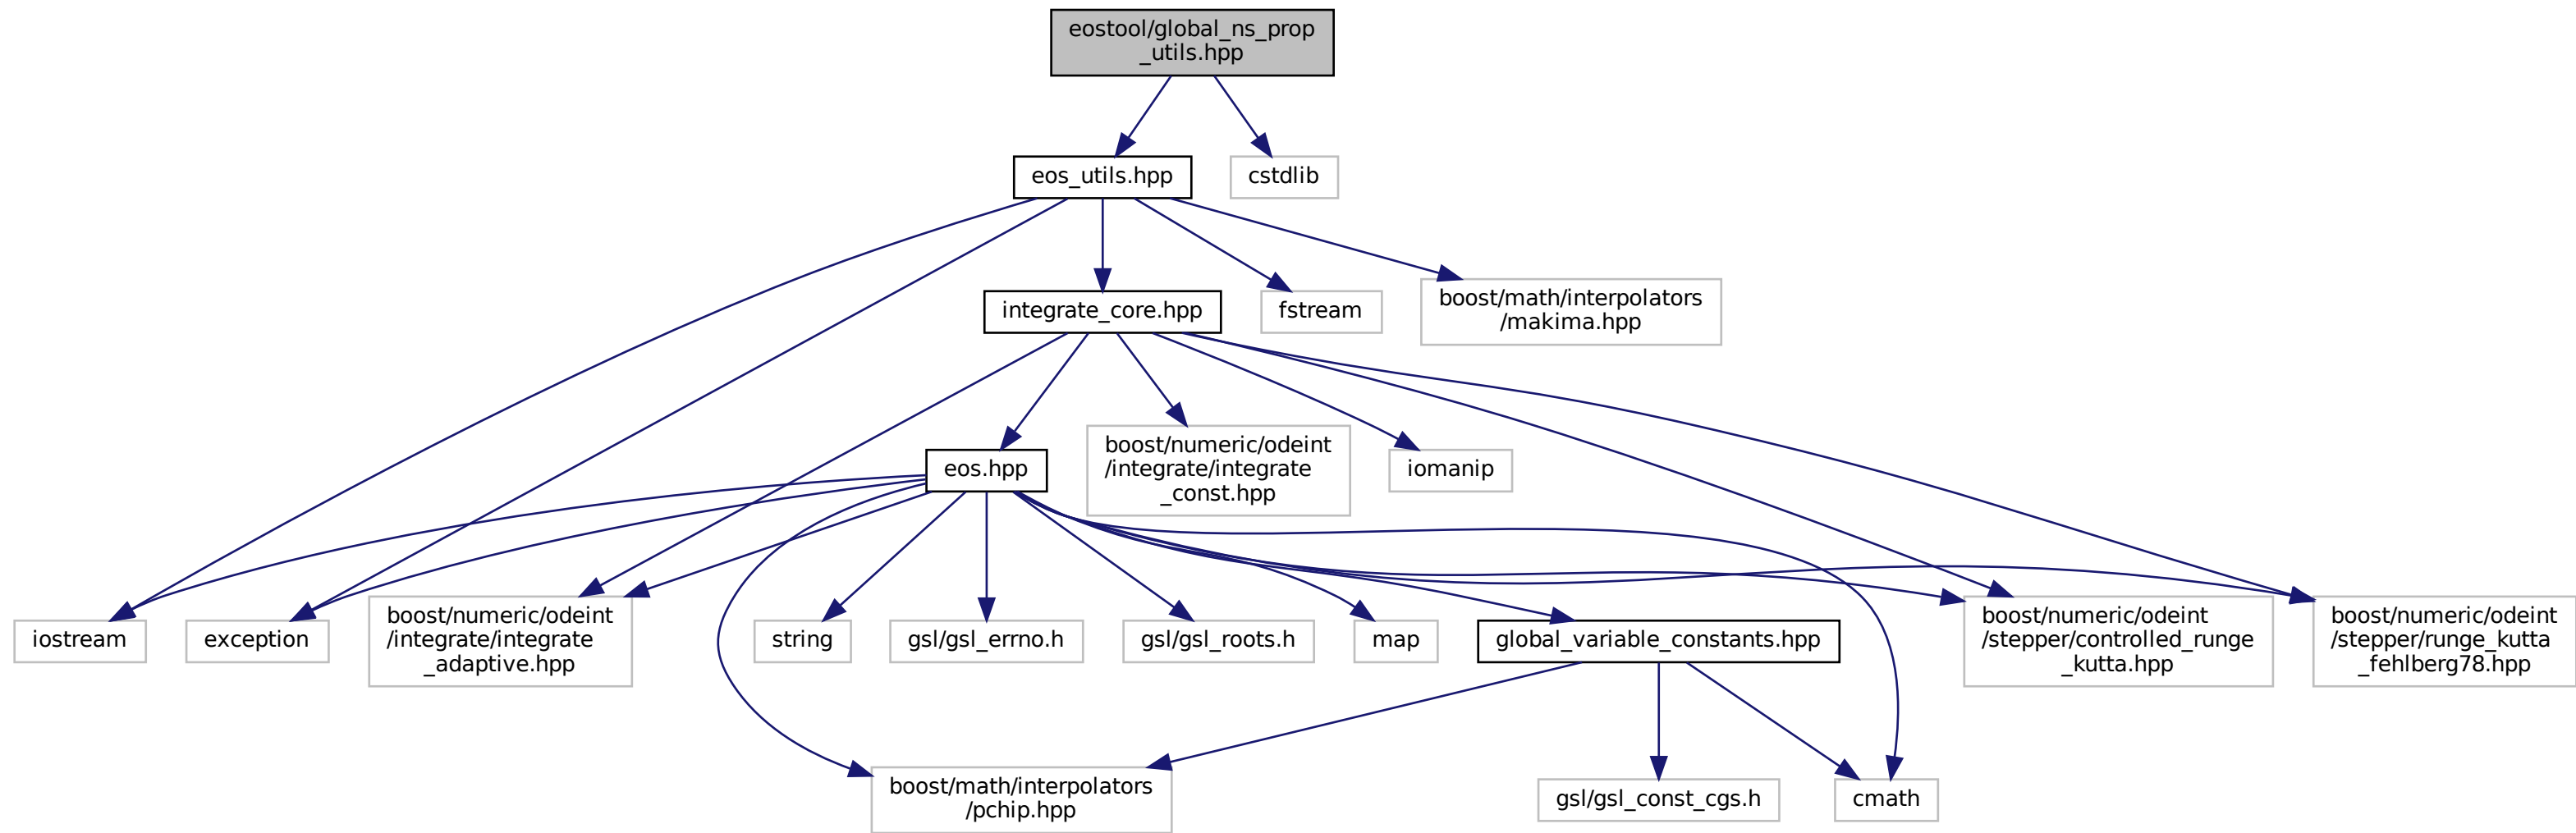 eostool/global_ns_prop
_utils.hpp
eos_utils.hpp
cstdlib
integrate_core.hpp
fstream
boost/math/interpolators
/makima.hpp
eos.hpp
boost/numeric/odeint
/integrate/integrate
_const.hpp
iomanip
iostream
exception
boost/numeric/odeint
/integrate/integrate
_adaptive.hpp
string
gsl/gsl_errno.h
gsl/gsl_roots.h
map
global_variable_constants.hpp
boost/numeric/odeint
/stepper/controlled_runge
_kutta.hpp
boost/numeric/odeint
/stepper/runge_kutta
_fehlberg78.hpp
boost/math/interpolators
/pchip.hpp
gsl/gsl_const_cgs.h
cmath